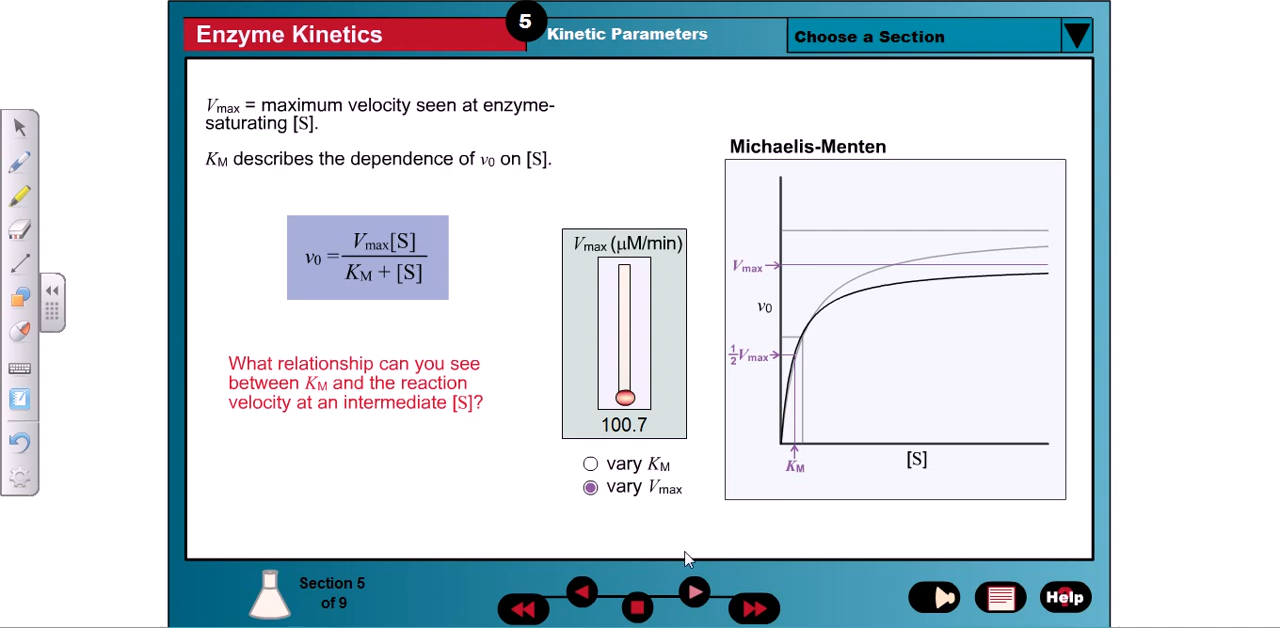 5
Enzyme Kinetics
Kinetic Parameters
Choose a Section
Vmax = maximum velocity seen at enzyme-
saturating [S].
KM describes the dependence of v0 on [S].
v0 = Vmax[S]
KM + [S]
What relationship can you see
between KM and the reaction
velocity at an intermediate [S]?
Vmax (μM/min)
100.7
vary KM
vary Vmax
Michaelis-Menten
Vmax
v0
½Vmax
KM
[S]
Section 5
of 9
Help